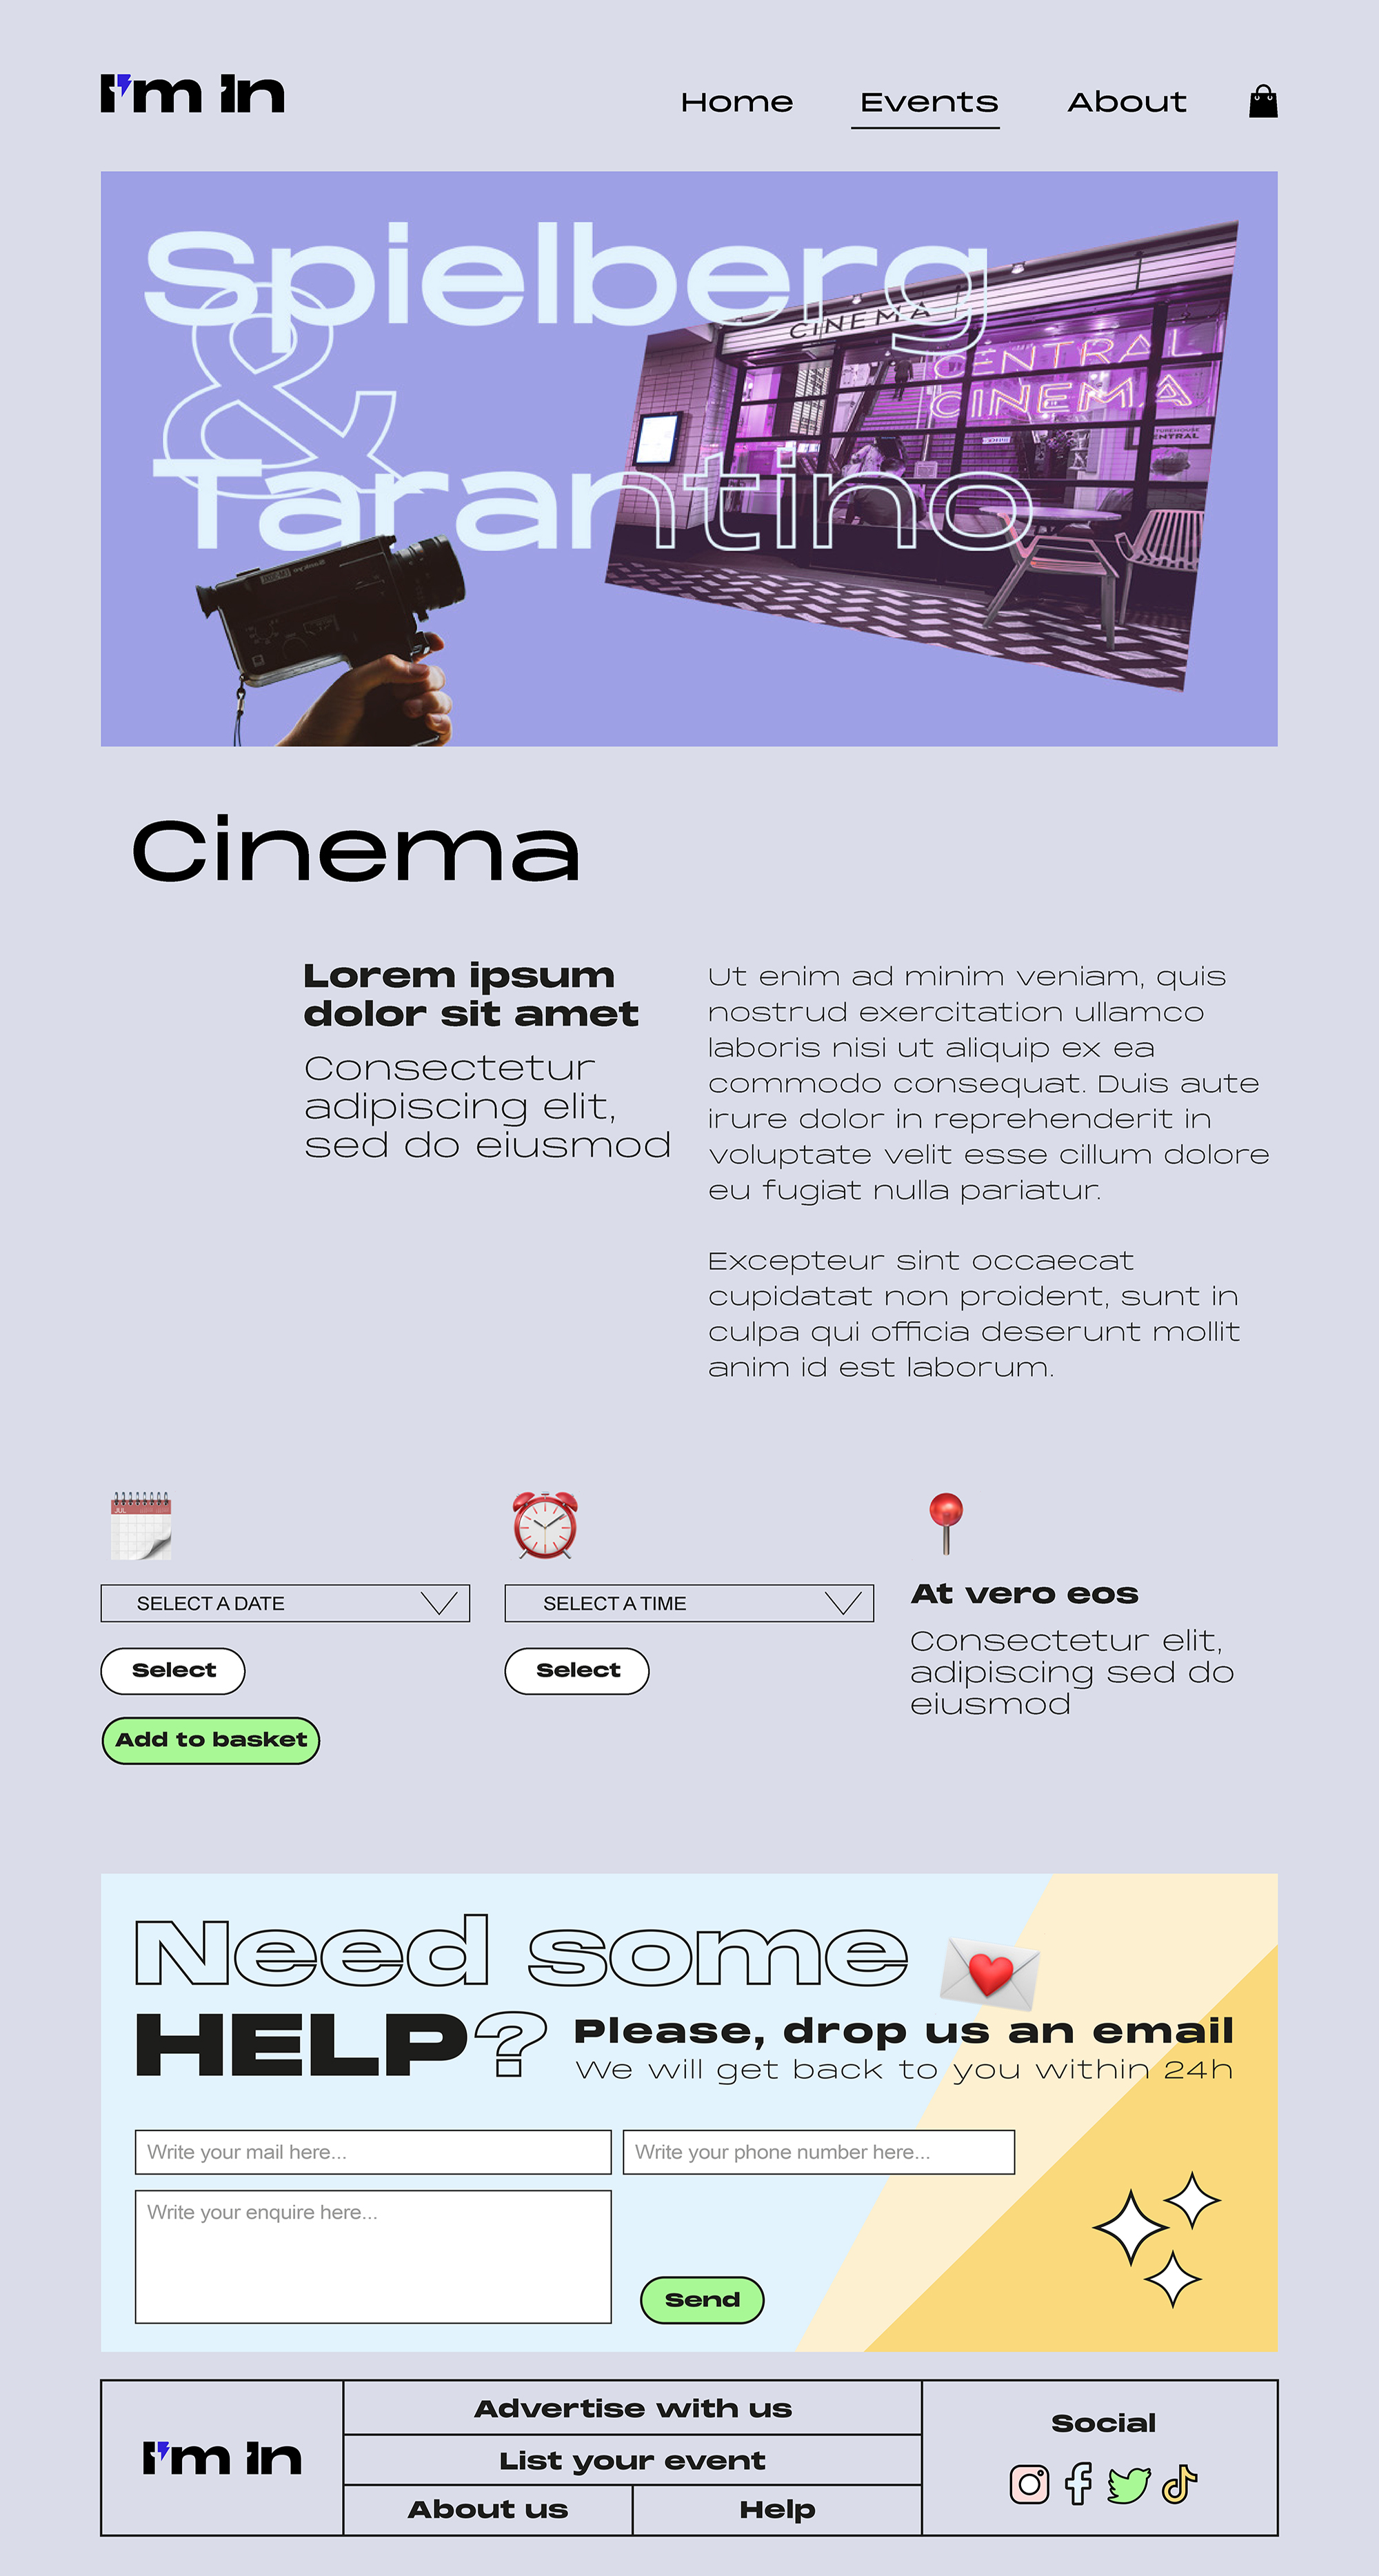 I'm In
Home
Events
About
Spielberg
&
Tarantino
CINEMA
CENTRAL
CINEMA
Cinema
Lorem ipsum
dolor sit amet
Consectetur
adipiscing elit,
sed do eiusmod
Ut enim ad minim veniam, quis
nostrud exercitation ullamco
laboris nisi ut aliquip ex ea
commodo consequat. Duis aute
irure dolor in reprehenderit in
voluptate velit esse cillum dolore
eu fugiat nulla pariatur.
Excepteur sint occaecat
cupidatat non proident, sunt in
culpa qui officia deserunt mollit
anim id est laborum.
JUL
SELECT A DATE
Select
Add to basket
SELECT A TIME
Select
At vero eos
Consectetur elit,
adipiscing sed do
eiusmod
Need some
HELP?
Please, drop us an email
We will get back to you within 24h
Write your mail here...
Write your phone number here...
Write your enquire here...
Send
I'm In
Advertise with us
List your event
About us
Help
Social